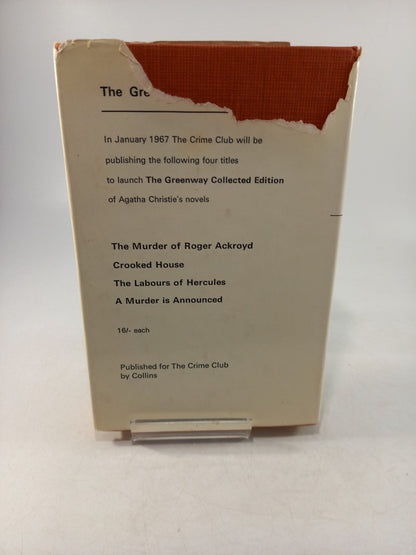 The Gre
In January 1967 The Crime Club will be
publishing the following four titles
to launch The Greenway Collected Edition
of Agatha Christie's novels
The Murder of Roger Ackroyd
Crooked House
The Labours of Hercules
A Murder is Announced
16/- each
Published for The Crime Club
by Collins